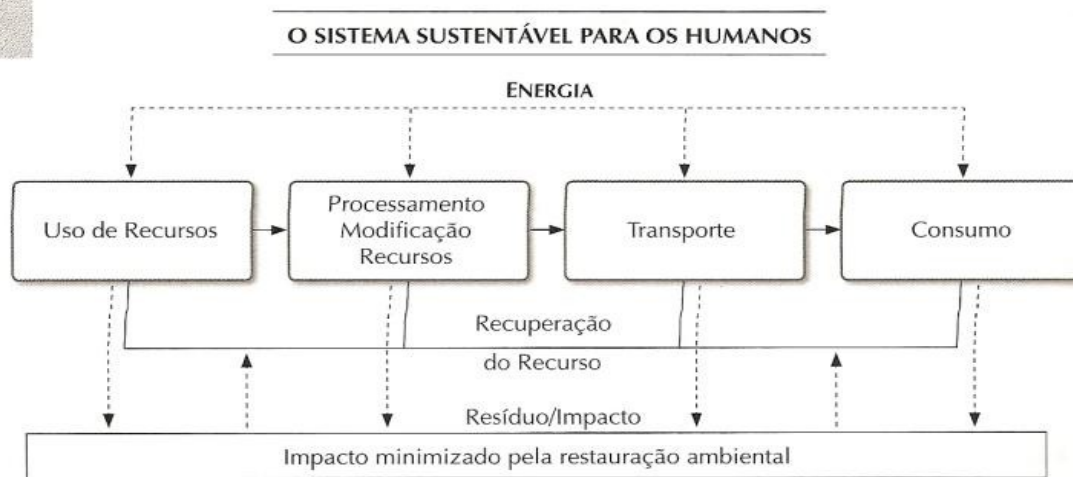 O SISTEMA SUSTENTÁVEL PARA OS HUMANOS
ENERGIA
Uso de Recursos
Processamento
Modificação
Recursos
Transporte
Consumo
Recuperação
do Recurso
Resíduo/Impacto
Impacto minimizado pela restauração ambiental